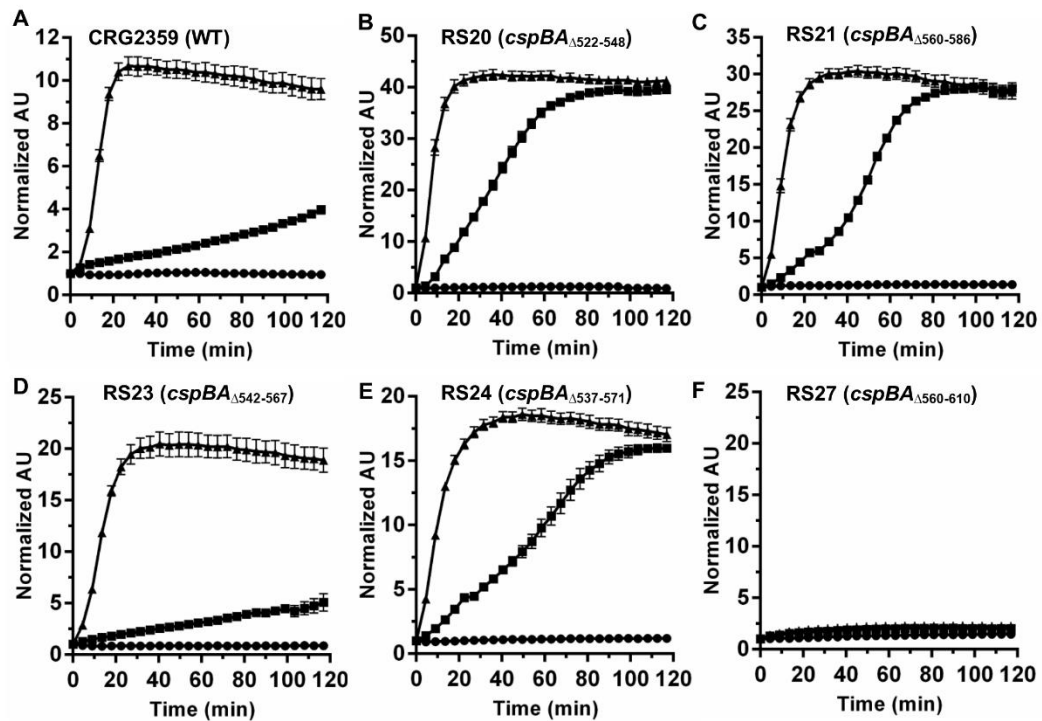 A
CRG2359 (WT)
Normalized AU
12
10
8
6
4
2
0
0 20 40 60 80 100 120
Time (min)
B
RS20 (cspBAΔ522-548)
Normalized AU
50
40
30
20
10
0
0 20 40 60 80 100 120
Time (min)
C
RS21 (cspBAΔ560-586)
Normalized AU
35
30
25
20
15
10
5
0
0 20 40 60 80 100 120
Time (min)
D
RS23 (cspBAΔ542-567)
Normalized AU
25
20
15
10
5
0
0 20 40 60 80 100 120
Time (min)
E
RS24 (cspBAΔ537-571)
Normalized AU
20
15
10
5
0
0 20 40 60 80 100 120
Time (min)
F
RS27 (cspBAΔ560-610)
Normalized AU
25
20
15
10
5
0
0 20 40 60 80 100 120
Time (min)